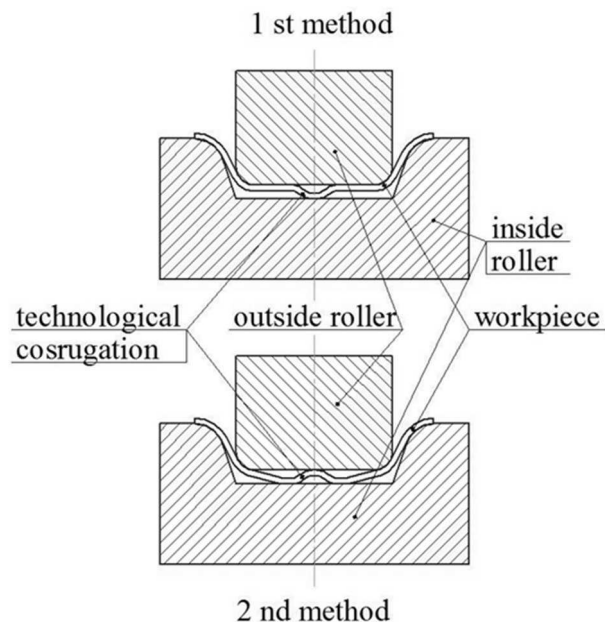 1 st method
inside
roller
technological
cosrugation
outside roller
workpiece
2 nd method